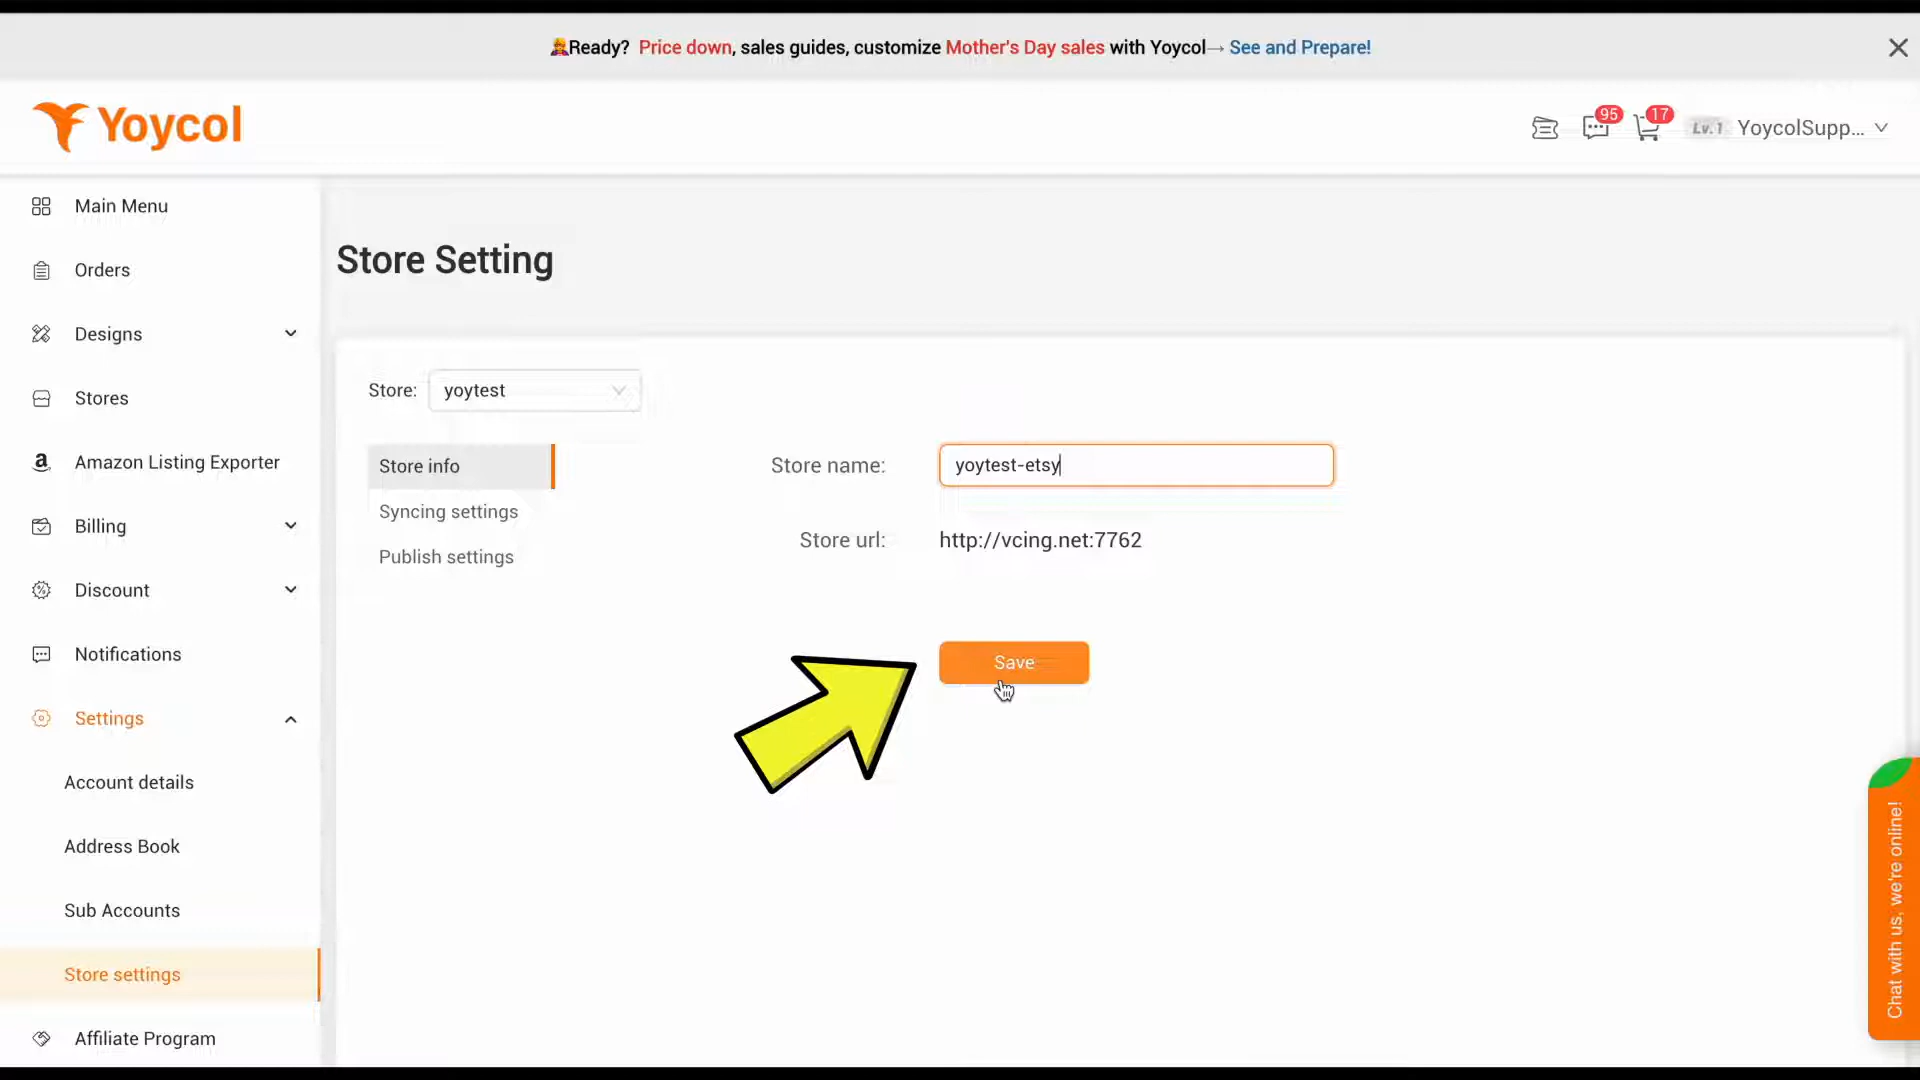 Ready? Price down, sales guides, customize Mother's Day sales with Yoycol→ See and Prepare!
Yoycol
95
17
Lv.1 YoycolSupp...
Main Menu
Orders
Designs
Stores
Amazon Listing Exporter
Billing
Discount
Notifications
Settings
Account details
Address Book
Sub Accounts
Store settings
Affiliate Program
Store Setting
Store: yoytest
Store info
Syncing settings
Publish settings
Store name: yoytest-etsy
Store url: http://vcing.net:7762
Save
Chat with us, we're online!